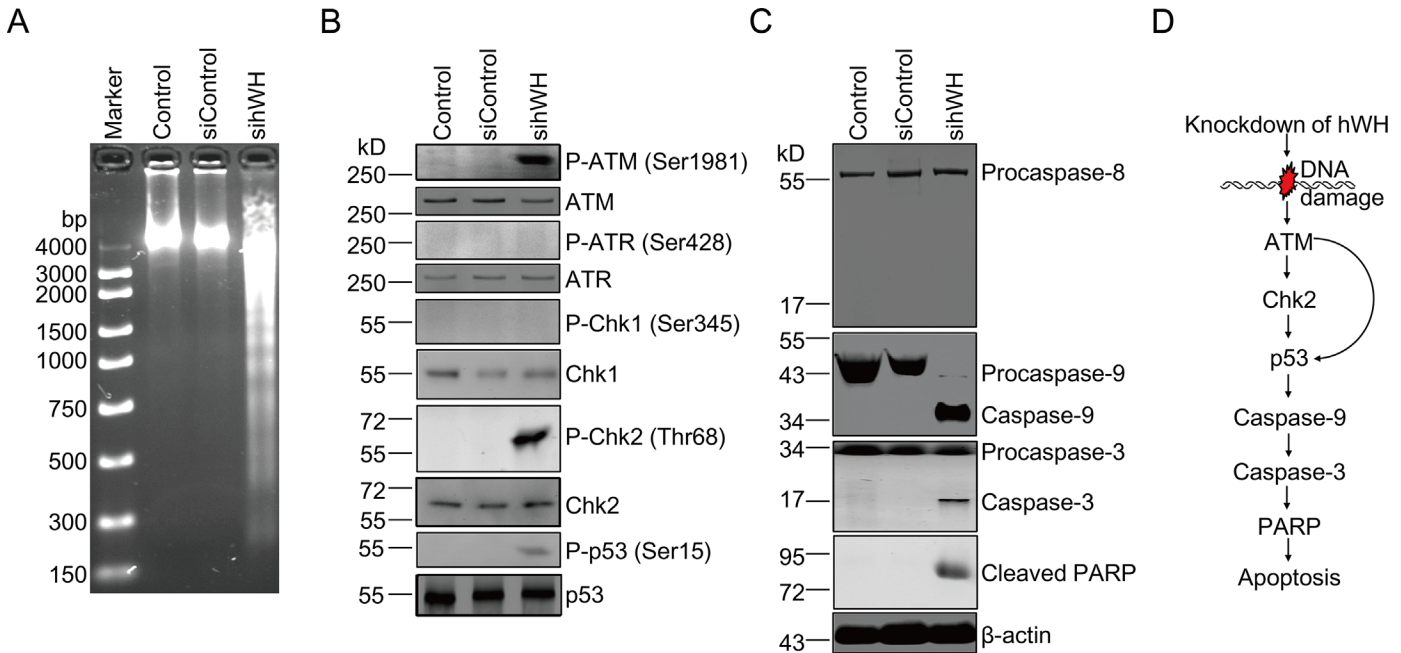 A
Marker
Control
siControl
sihWH
bp
4000
3000
2000
1500
1000
750
500
300
150
B
Control
siControl
sihWH
kD
250
P-ATM (Ser1981)
250
ATM
250
P-ATR (Ser428)
250
ATR
55
P-Chk1 (Ser345)
55
Chk1
72
55
P-Chk2 (Thr68)
72
55
Chk2
55
P-p53 (Ser15)
55
p53
C
Control
siControl
sihWH
kD
55
17
Procaspase-8
55
43
34
Procaspase-9
Caspase-9
34
17
Procaspase-3
Caspase-3
95
72
Cleaved PARP
43
β-actin
D
Knockdown of hWH
DNA
damage
ATM
Chk2
p53
Caspase-9
Caspase-3
PARP
Apoptosis